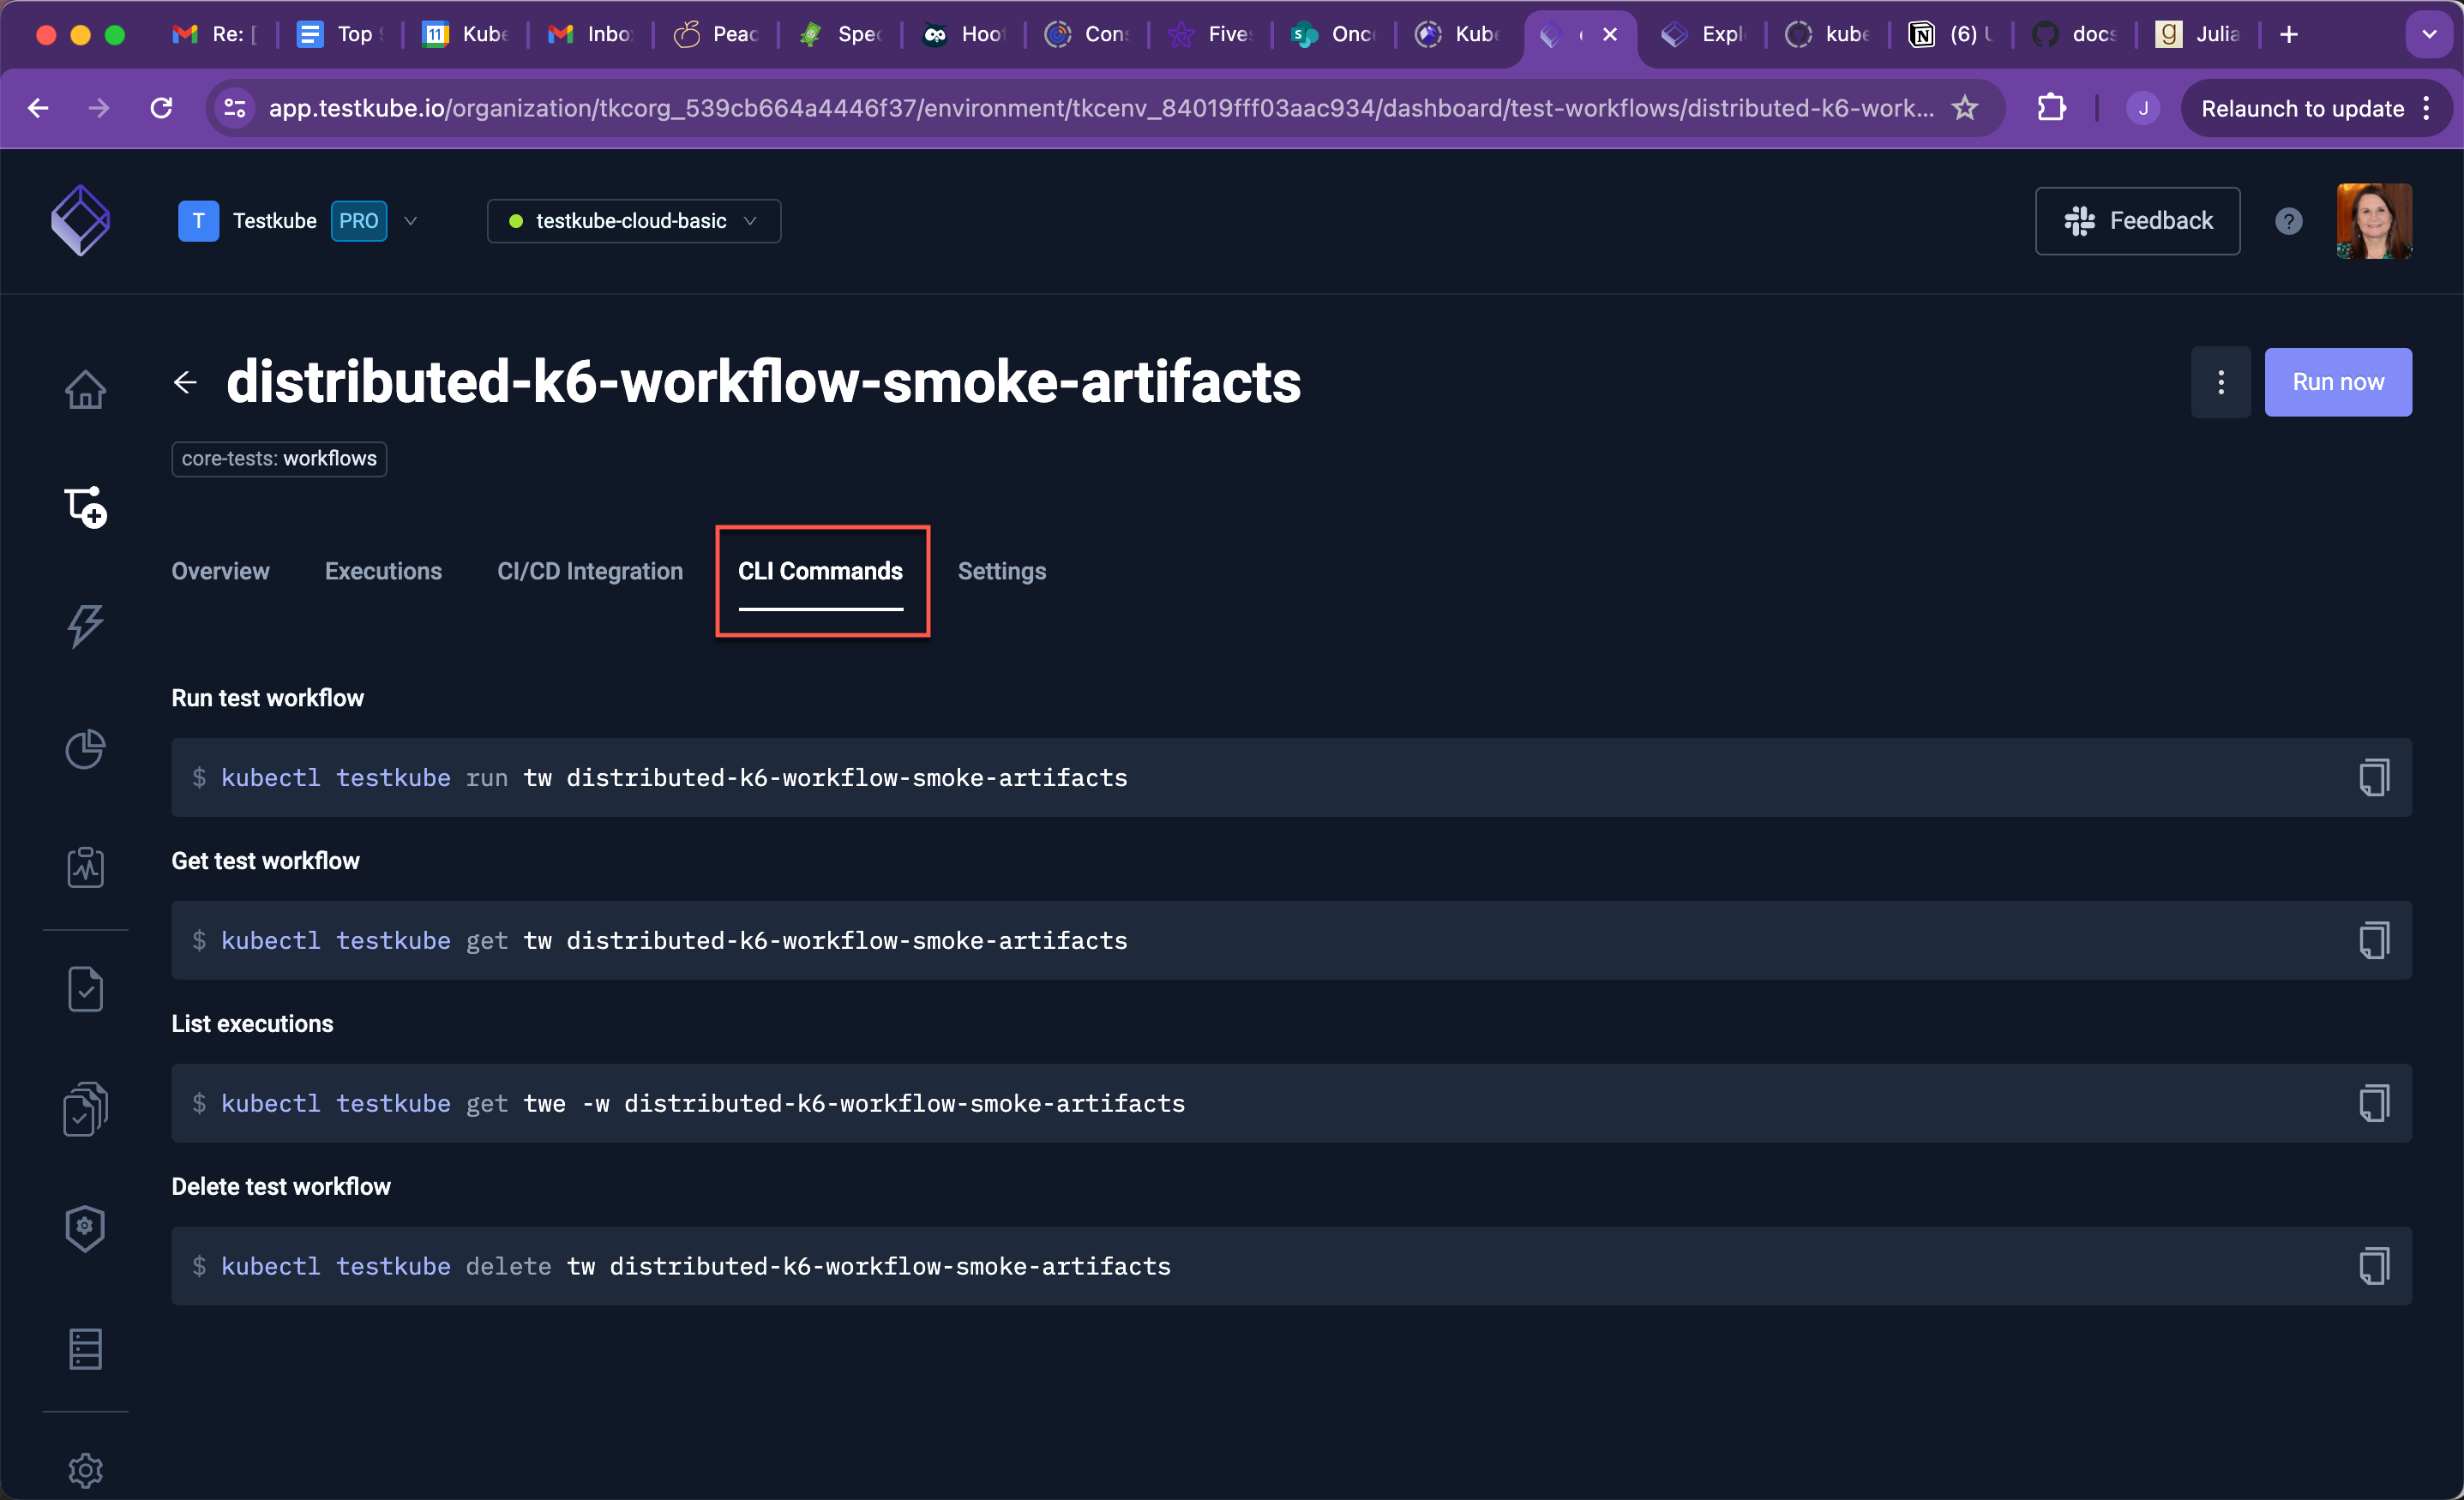 Re: [
Top
11
Kube
Inbo
Peac
Spec
Hoo
Con
Five
S
Onc
Kube
Expl
kube
(6)
docs
g
Julia
app.testkube.io/organization/tkcorg_539cb664a4446f37/environment/tkcenv_84019fff03aac934/dashboard/test-workflows/distributed-k6-work...
J
Relaunch to update
T
Testkube
PRO
testkube-cloud-basic
Feedback
?
distributed-k6-workflow-smoke-artifacts
Run now
core-tests: workflows
Overview
Executions
CI/CD Integration
CLI Commands
Settings
Run test workflow
$ kubectl testkube run tw distributed-k6-workflow-smoke-artifacts
Get test workflow
$ kubectl testkube get tw distributed-k6-workflow-smoke-artifacts
List executions
$ kubectl testkube get twe -w distributed-k6-workflow-smoke-artifacts
Delete test workflow
$ kubectl testkube delete tw distributed-k6-workflow-smoke-artifacts